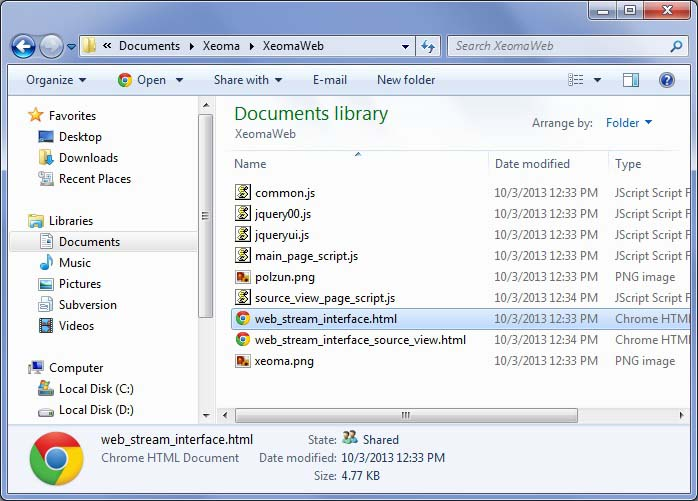 « Documents Xeoma XeomaWeb Search XeomaWeb
Organize Open Share with E-mail New folder
Favorites
Desktop
Downloads
Recent Places
Libraries
Documents
Music
Pictures
Subversion
Videos
Computer
Local Disk (C:)
Local Disk (D:)
Documents library
XeomaWeb
Arrange by: Folder
Name Date modified Type
common.js 10/3/2013 12:33 PM JScript Script F
jquery00.js 10/3/2013 12:33 PM JScript Script F
jqueryui.js 10/3/2013 12:33 PM JScript Script F
main_page_script.js 10/3/2013 12:33 PM JScript Script F
polzun.png 10/3/2013 12:33 PM PNG image
source_view_page_script.js 10/3/2013 12:34 PM JScript Script F
web_stream_interface.html 10/3/2013 12:33 PM Chrome HTM
web_stream_interface_source_view.html 10/3/2013 12:34 PM Chrome HTM
xeoma.png 10/3/2013 12:33 PM PNG image
web_stream_interface.html State: Shared
Chrome HTML Document Date modified: 10/3/2013 12:33 PM
Size: 4.77 KB